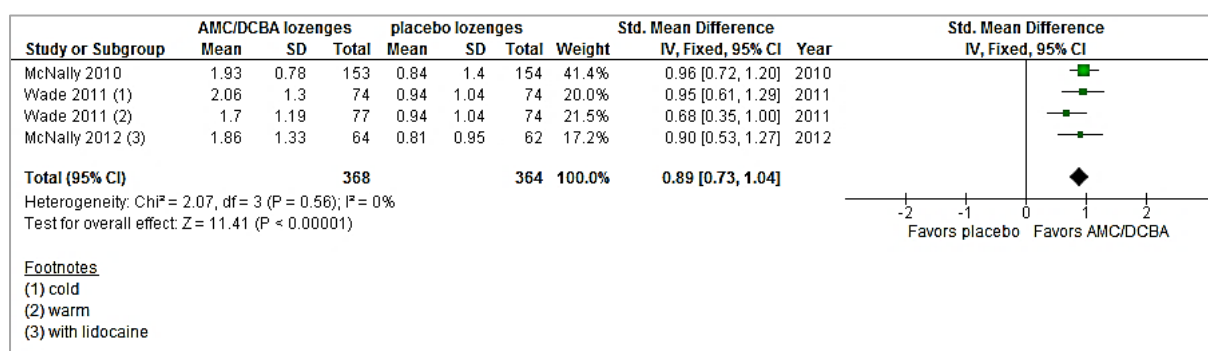 AMC/DCBA lozenges placebo lozenges Std. Mean Difference Std. Mean Difference
Study or Subgroup Mean SD Total Mean SD Total Weight IV, Fixed, 95% CI Year IV, Fixed, 95% CI
McNally 2010 1.93 0.78 153 0.84 1.4 154 41.4% 0.96 [0.72, 1.20] 2010
Wade 2011 (1) 2.06 1.3 74 0.94 1.04 74 20.0% 0.95 [0.61, 1.29] 2011
Wade 2011 (2) 1.7 1.19 77 0.94 1.04 74 21.5% 0.68 [0.35, 1.00] 2011
McNally 2012 (3) 1.86 1.33 64 0.81 0.95 62 17.2% 0.90 [0.53, 1.27] 2012
Total (95% CI) 368 364 100.0% 0.89 [0.73, 1.04]
Heterogeneity: Chi² = 2.07, df = 3 (P = 0.56); I² = 0%
Test for overall effect: Z = 11.41 (P < 0.00001)
-2 -1 0 1 2
Favors placebo Favors AMC/DCBA
Footnotes
(1) cold
(2) warm
(3) with lidocaine